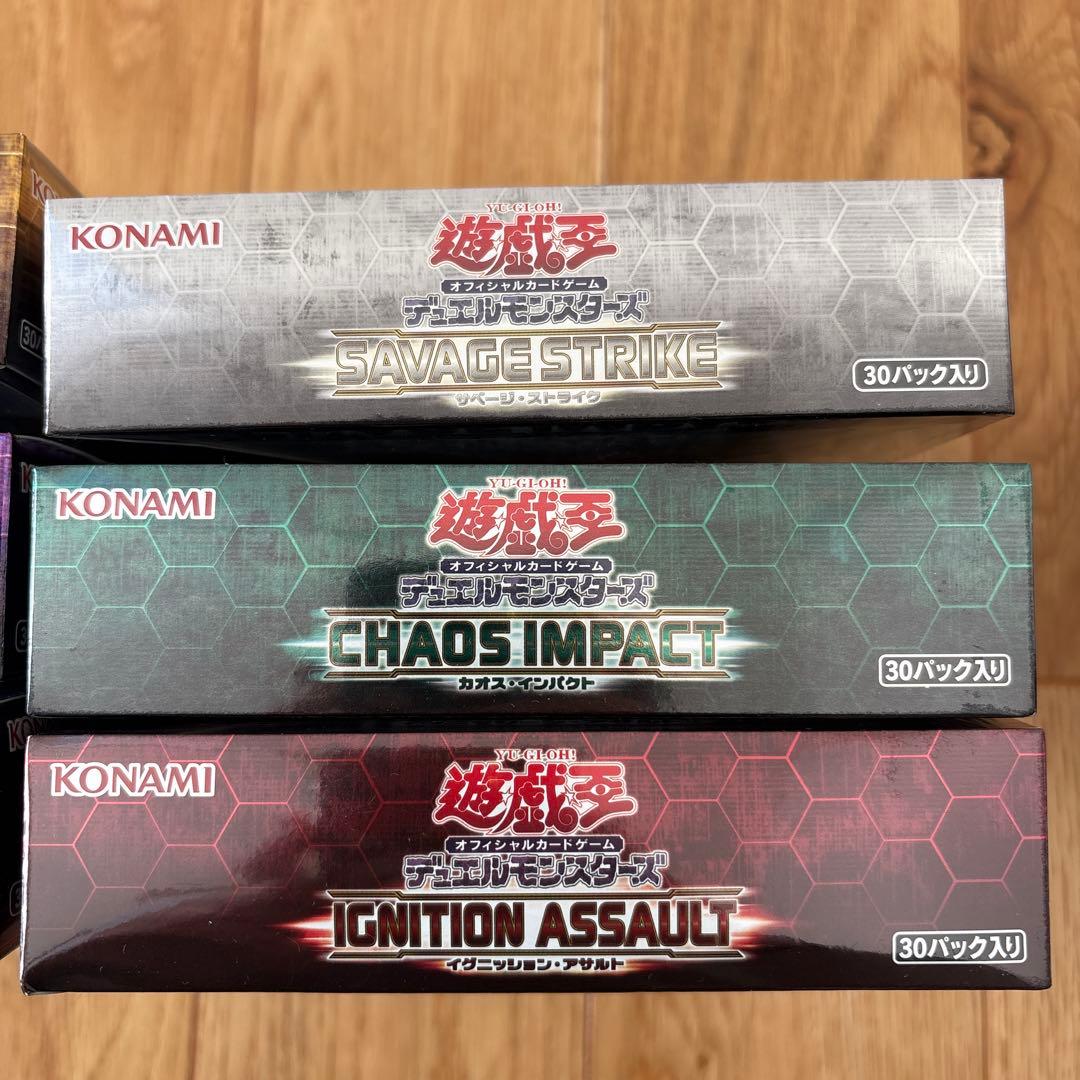 KONAMI
YU-GI-OH!
遊戯王
オフィシャルカードゲーム
デュエルモンスターズ
SAVAGE STRIKE
サベージ・ストライク
30パック入り
KONAMI
YU-GI-OH!
遊戯王
オフィシャルカードゲーム
デュエルモンスターズ
CHAOS IMPACT
カオス・インパクト
30パック入り
KONAMI
YU-GI-OH!
遊戯王
オフィシャルカードゲーム
デュエルモンスターズ
IGNITION ASSAULT
イグニッション・アサルト
30パック入り